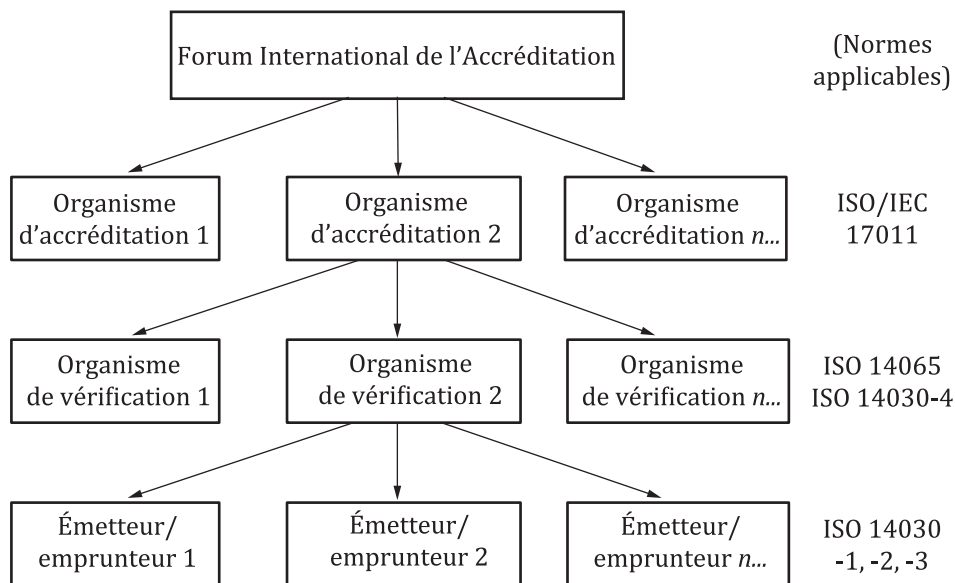 Forum International de l’Accréditation
(Normes
applicables)
Organisme
d'accréditation 1
Organisme
d'accréditation 2
Organisme
d'accréditation n...
ISO/IEC
17011
Organisme
de vérification 1
Organisme
de vérification 2
Organisme
de vérification n...
ISO 14065
ISO 14030-4
Émetteur/
emprunteur 1
Émetteur/
emprunteur 2
Émetteur/
emprunteur n...
ISO 14030
-1, -2, -3